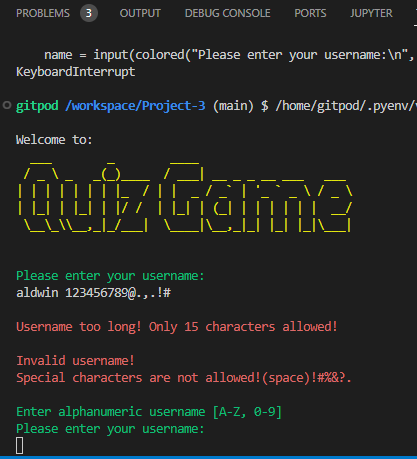 PROBLEMS 3 OUTPUT DEBUG CONSOLE PORTS JUPYTER
name = input(colored("Please enter your username:\n",
KeyboardInterrupt
gitpod /workspace/Project-3 (main) $ /home/gitpod/.pyenv/
Welcome to:
Quiz Game
Please enter your username:
aldwin 123456789@.,.!#
Username too long! Only 15 characters allowed!
Invalid username!
Special characters are not allowed!(space)!#%&?.
Enter alphanumeric username [A-Z, 0-9]
Please enter your username: